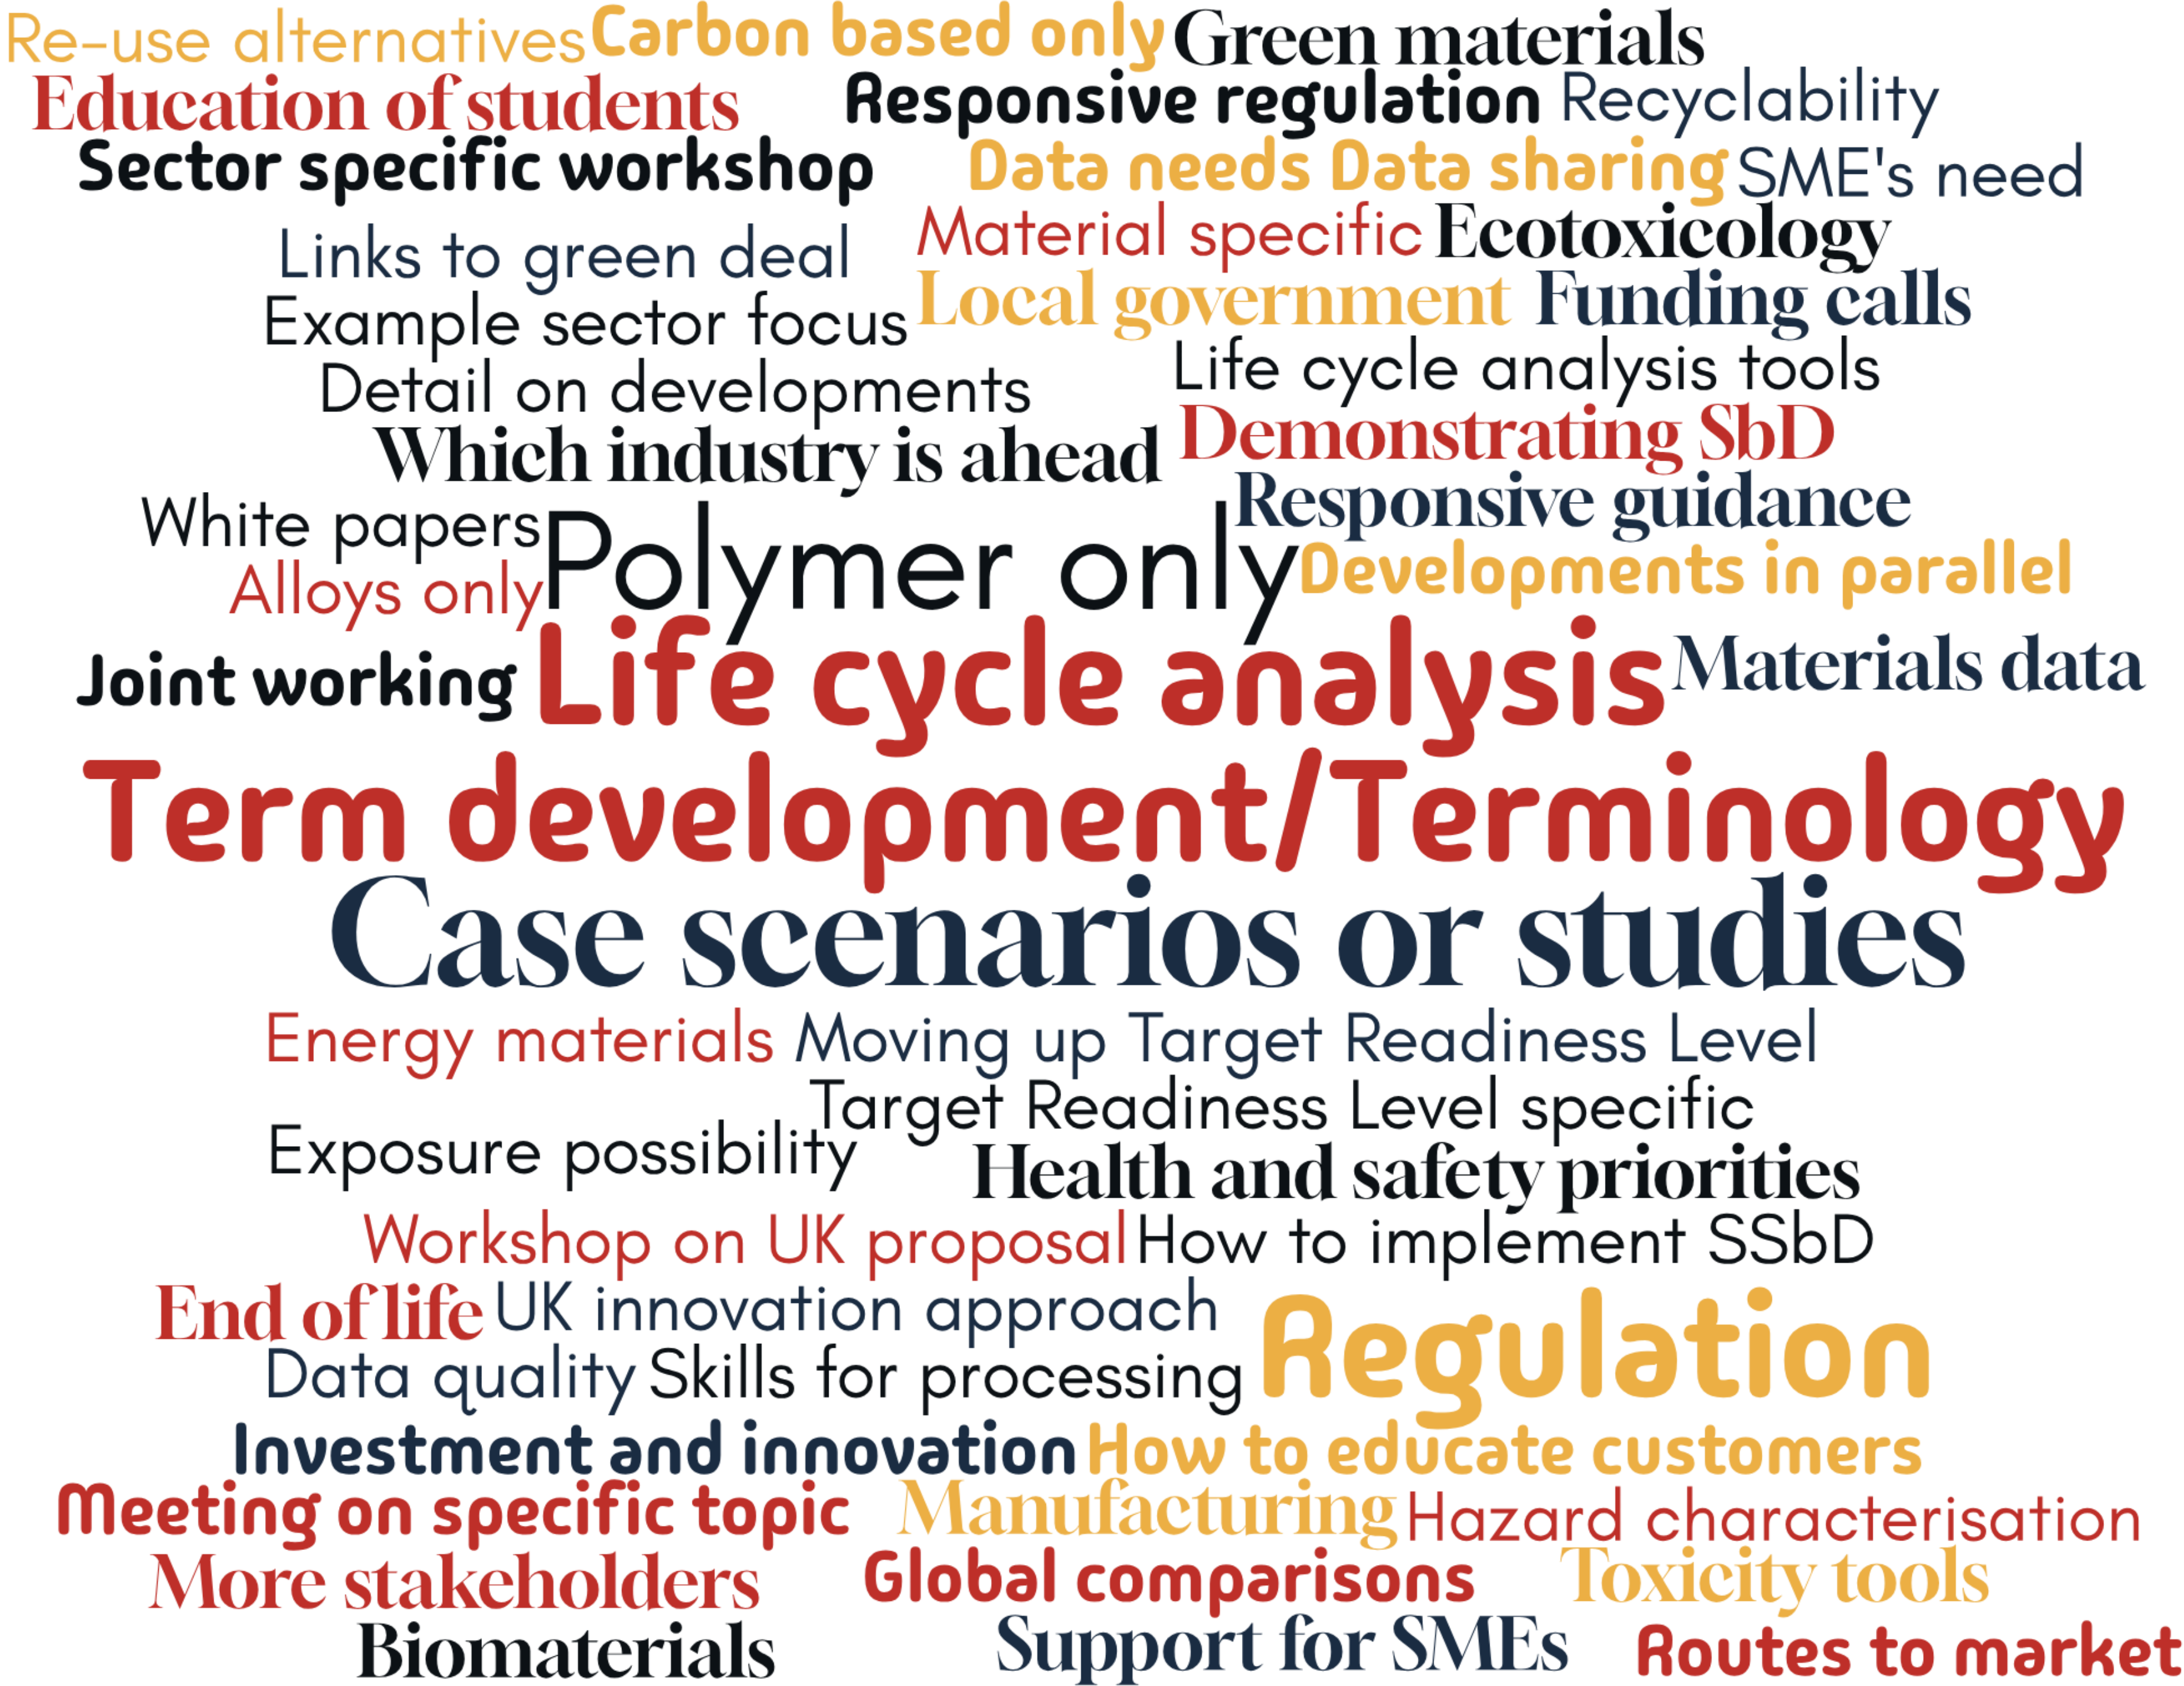 Re-use alternatives Carbon based only Green materials
Education of students Responsive regulation Recyclability
Sector specific workshop Data needs Data sharing SME's need
Links to green deal Material specific Ecotoxicology
Example sector focus Local government Funding calls
Detail on developments Life cycle analysis tools
Which industry is ahead Demonstrating SbD
White papers Polymer only Responsive guidance
Alloys only Developments in parallel
Joint working Life cycle analysis Materials data
Term development/Terminology
Case scenarios or studies
Energy materials Moving up Target Readiness Level
Target Readiness Level specific
Exposure possibility Health and safety priorities
Workshop on UK proposal How to implement SSbD
End of life UK innovation approach Regulation
Data quality Skills for processing
Investment and innovation How to educate customers
Meeting on specific topic Manufacturing Hazard characterisation
More stakeholders Global comparisons Toxicity tools
Biomaterials Support for SMEs Routes to market